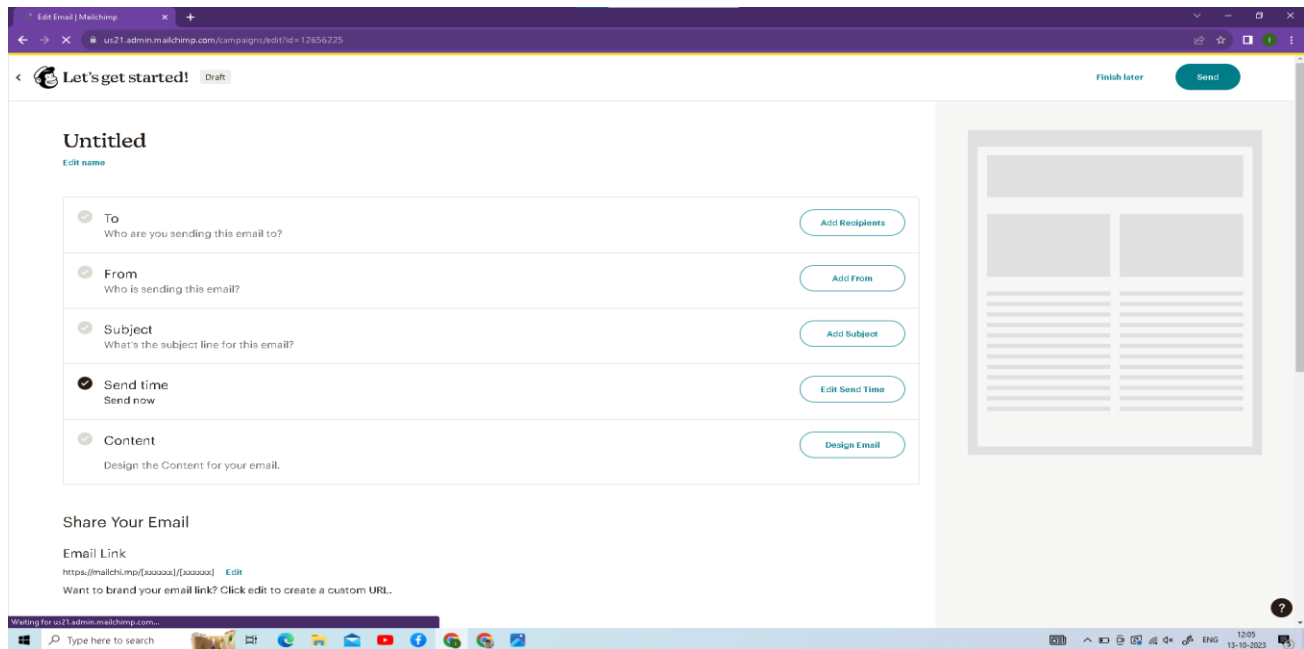 Edit Email | Mailchimp
us21.admin.mailchimp.com/campaigns/edit?id=12656225
Let's get started! Draft Finish later Send
Untitled
Edit name
To
Who are you sending this email to?
Add Recipients
From
Who is sending this email?
Add From
Subject
What's the subject line for this email?
Add Subject
Send time
Send now
Edit Send Time
Content
Design the Content for your email.
Design Email
Share Your Email
Email Link
https://mailchi.mp/[xxxxxx]/[xxxxxx] Edit
Want to brand your email link? Click edit to create a custom URL.
?
Waiting for us21.admin.mailchimp.com...
Type here to search
ENG
12:05
13-10-2023